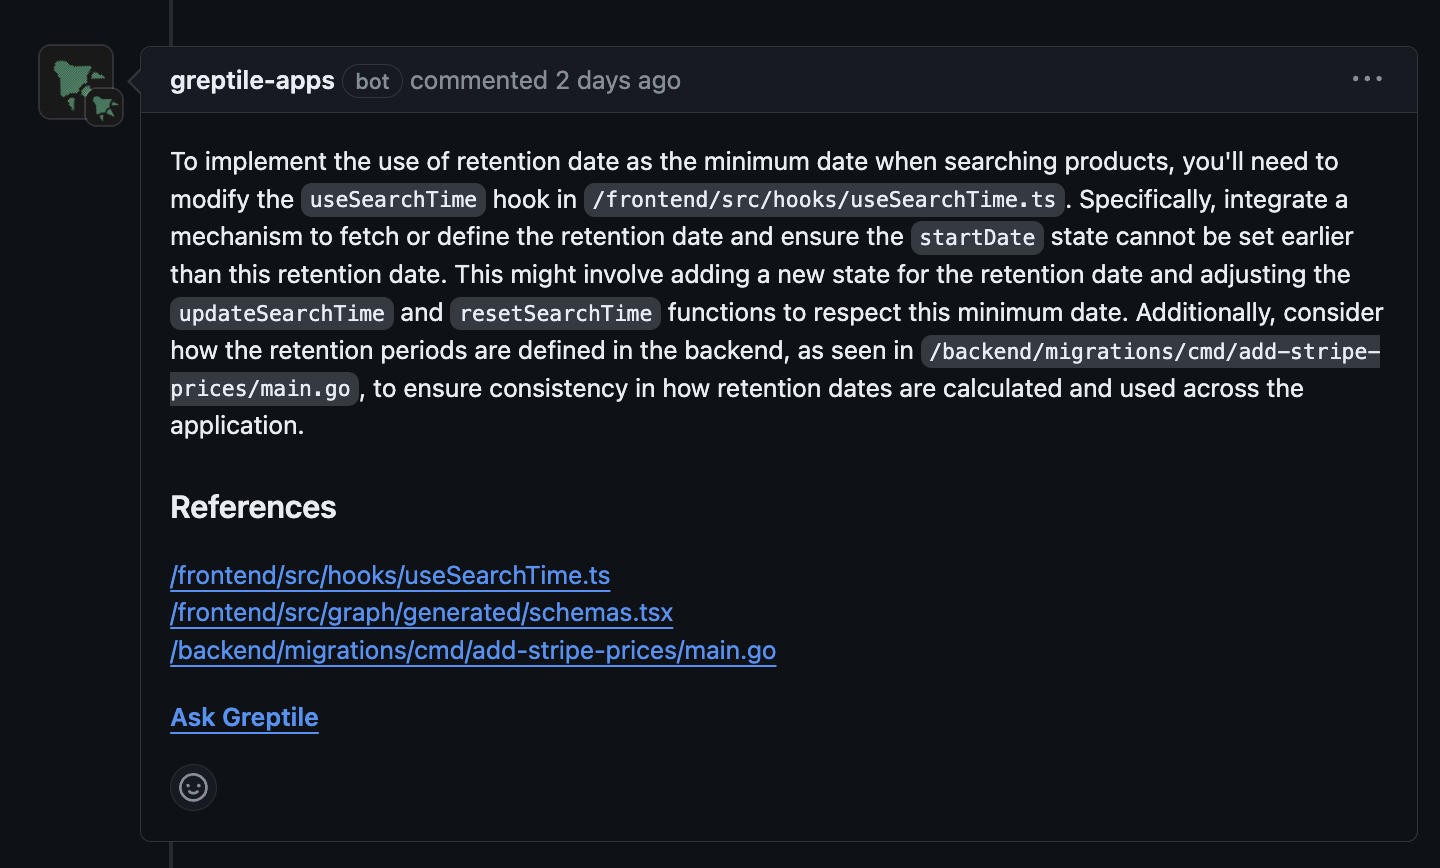 greptile-apps bot commented 2 days ago
To implement the use of retention date as the minimum date when searching products, you'll need to
modify the useSearchTime hook in /frontend/src/hooks/useSearchTime.ts. Specifically, integrate a
mechanism to fetch or define the retention date and ensure the startDate state cannot be set earlier
than this retention date. This might involve adding a new state for the retention date and adjusting the
updateSearchTime and resetSearchTime functions to respect this minimum date. Additionally, consider
how the retention periods are defined in the backend, as seen in /backend/migrations/cmd/add-stripe-
prices/main.go, to ensure consistency in how retention dates are calculated and used across the
application.
References
/frontend/src/hooks/useSearchTime.ts
/frontend/src/graph/generated/schemas.tsx
/backend/migrations/cmd/add-stripe-prices/main.go
Ask Greptile